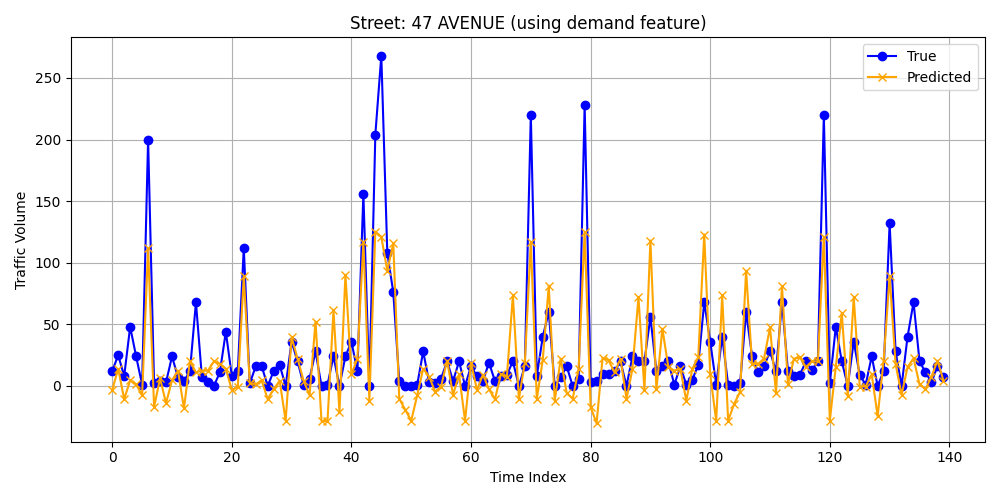 Street: 47 AVENUE (using demand feature)
True
Predicted
Traffic Volume
250
200
150
100
50
0
0 20 40 60 80 100 120 140
Time Index